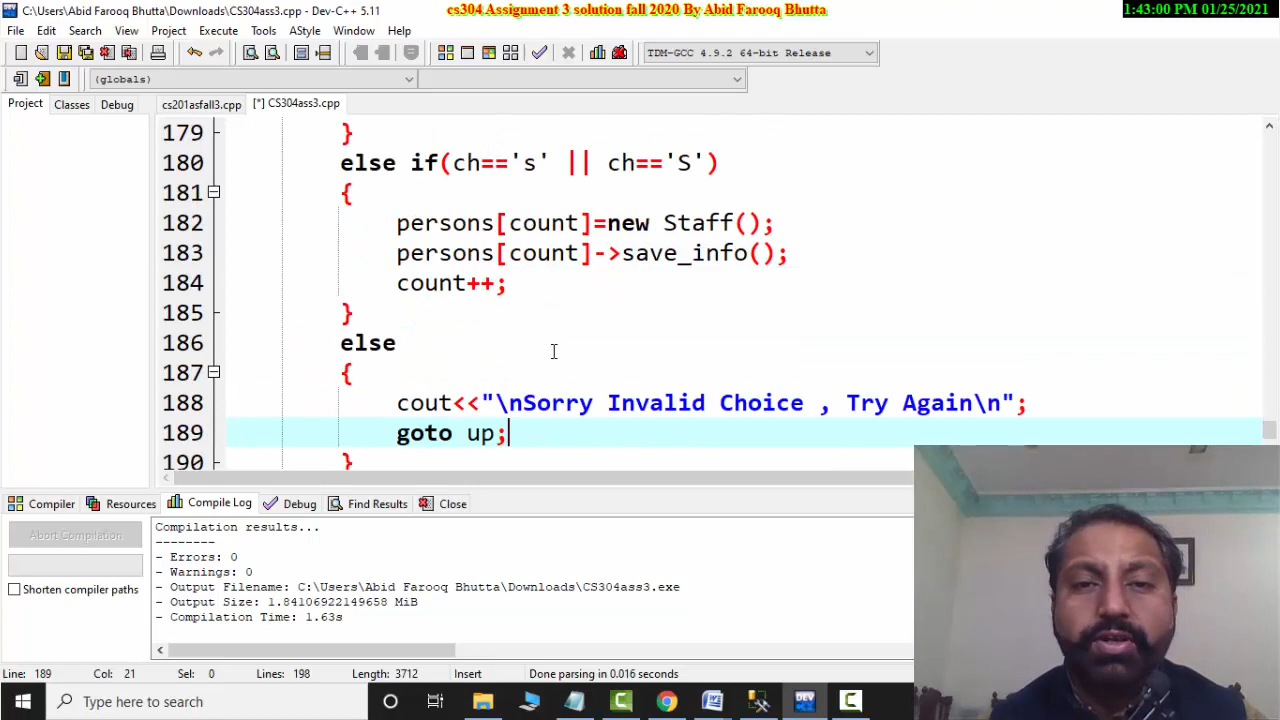 C:\Users\Abid Farooq Bhutta\Downloads\CS304ass3.cpp - Dev-C++ 5.11
cs304 Assignment 3 solution fall 2020 By Abid Farooq Bhutta
1:43:00 PM 01/25/2021
File Edit Search View Project Execute Tools AStyle Window Help
TDM-GCC 4.9.2 64-bit Release
(globals)
Project Classes Debug
cs201asfall3.cpp [*] CS304ass3.cpp
179 }
180 else if(ch=='s' || ch=='S')
181 {
182 persons[count]=new Staff();
183 persons[count]->save_info();
184 count++;
185 }
186 else
187 {
188 cout<<"\nSorry Invalid Choice , Try Again\n";
189 goto up;
190 }
Compiler Resources Compile Log Debug Find Results Close
Abort Compilation
Shorten compiler paths
Compilation results...
--------
- Errors: 0
- Warnings: 0
- Output Filename: C:\Users\Abid Farooq Bhutta\Downloads\CS304ass3.exe
- Output Size: 1.84106922149658 MiB
- Compilation Time: 1.63s
Line: 189 Col: 21 Sel: 0 Lines: 198 Length: 3712 Insert Done parsing in 0.016 seconds
Type here to search
DEV